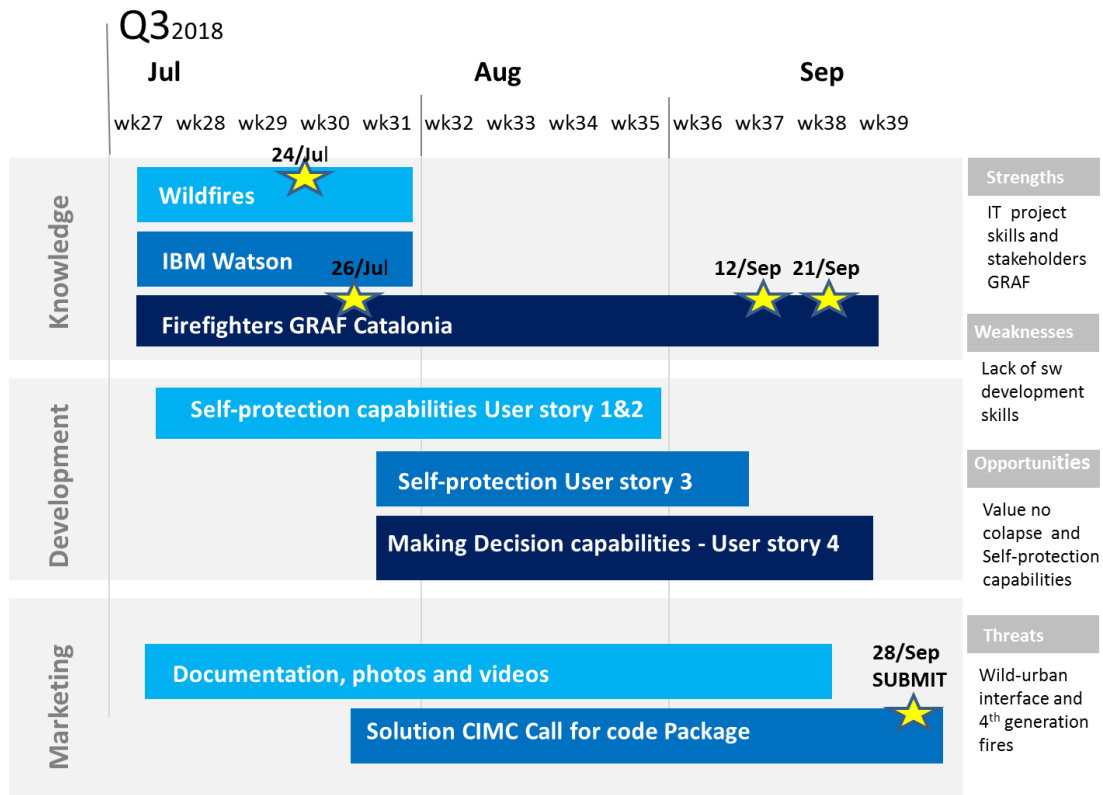 Q3 2018
Jul Aug Sep
wk27 wk28 wk29 wk30 wk31 wk32 wk33 wk34 wk35 wk36 wk37 wk38 wk39
Knowledge
24/Jul
Wildfires
IBM Watson
26/Jul
12/Sep 21/Sep
Firefighters GRAF Catalonia
Development
Self-protection capabilities User story 1&2
Self-protection User story 3
Making Decision capabilities - User story 4
Marketing
Documentation, photos and videos
28/Sep
SUBMIT
Solution CIMC Call for code Package
Strengths
IT project
skills and
stakeholders
GRAF
Weaknesses
Lack of sw
development
skills
Opportunities
Value no
colapse and
Self-protection
capabilities
Threats
Wild-urban
interface and
4th generation
fires